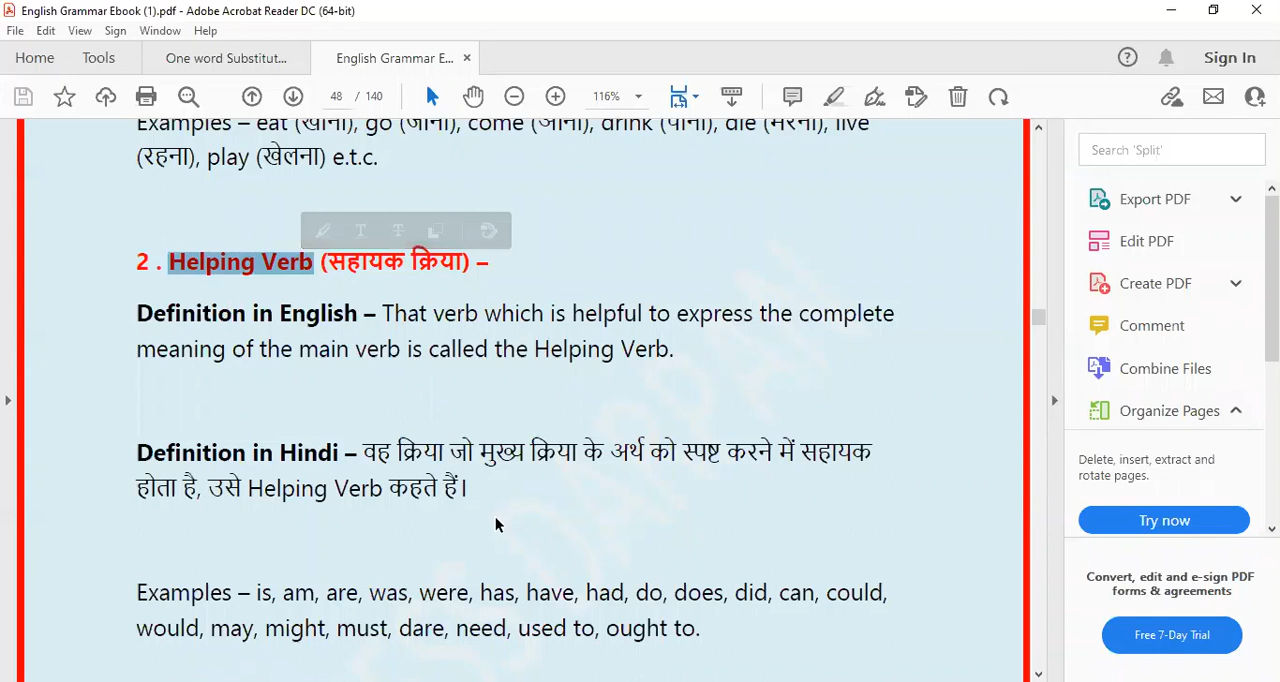 English Grammar Ebook (1).pdf - Adobe Acrobat Reader DC (64-bit)
File Edit View Sign Window Help
Home Tools One word Substitut... English Grammar E... × Sign In
48 / 140 116%
Examples – eat (खाना), go (जाना), come (आना), drink (पीना), die (मरना), live
(रहना), play (खेलना) e.t.c.
2 . Helping Verb (सहायक क्रिया) –
Definition in English – That verb which is helpful to express the complete
meaning of the main verb is called the Helping Verb.
Definition in Hindi – वह क्रिया जो मुख्य क्रिया के अर्थ को स्पष्ट करने में सहायक
होता है, उसे Helping Verb कहते हैं।
Examples – is, am, are, was, were, has, have, had, do, does, did, can, could,
would, may, might, must, dare, need, used to, ought to.
Search 'Split'
Export PDF
Edit PDF
Create PDF
Comment
Combine Files
Organize Pages
Delete, insert, extract and
rotate pages.
Try now
Convert, edit and e-sign PDF
forms & agreements
Free 7-Day Trial